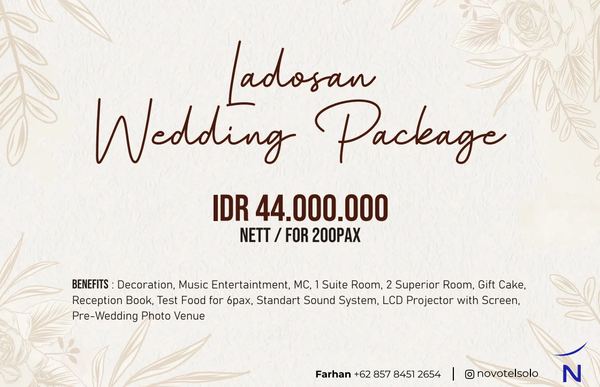 Ladosan
Wedding Package
IDR 44.000.000
NETT / FOR 200PAX
BENEFITS : Decoration, Music Entertaintment, MC, 1 Suite Room, 2 Superior Room, Gift Cake,
Reception Book, Test Food for 6pax, Standart Sound System, LCD Projector with Screen,
Pre-Wedding Photo Venue
Farhan +62 857 8451 2654 | novotelsolo
N